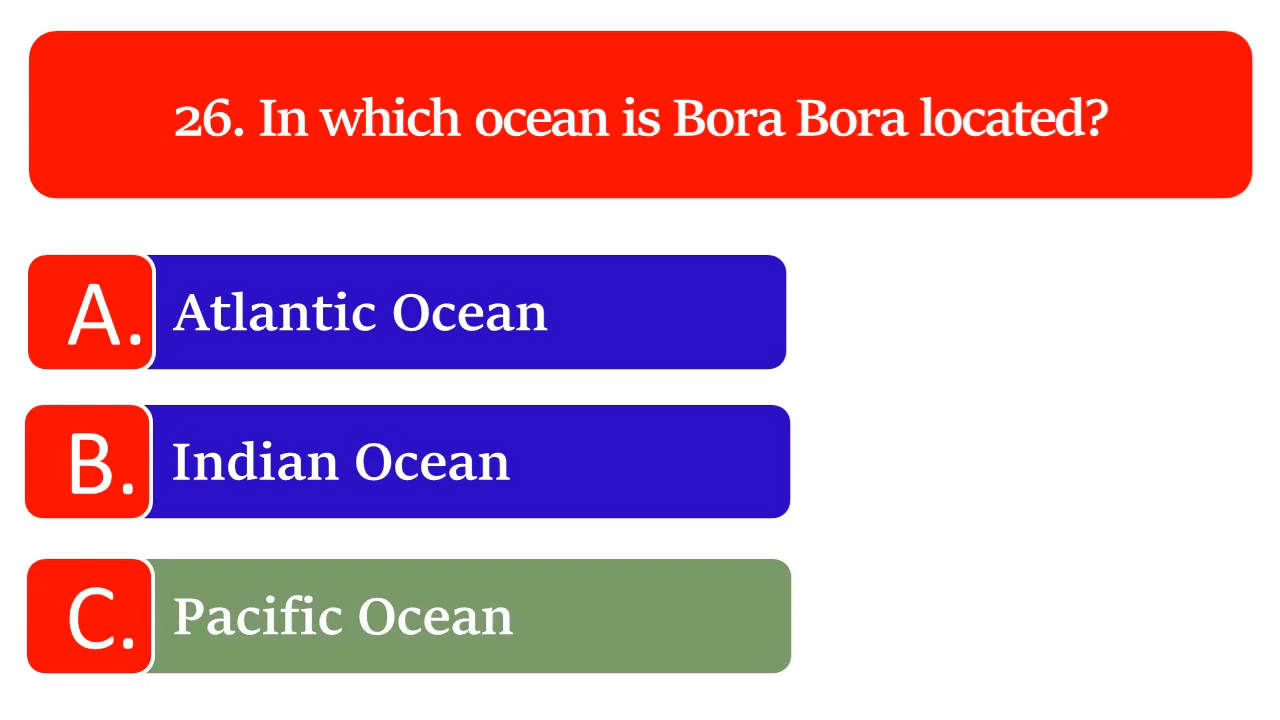 26. In which ocean is Bora Bora located?
A. Atlantic Ocean
B. Indian Ocean
C. Pacific Ocean